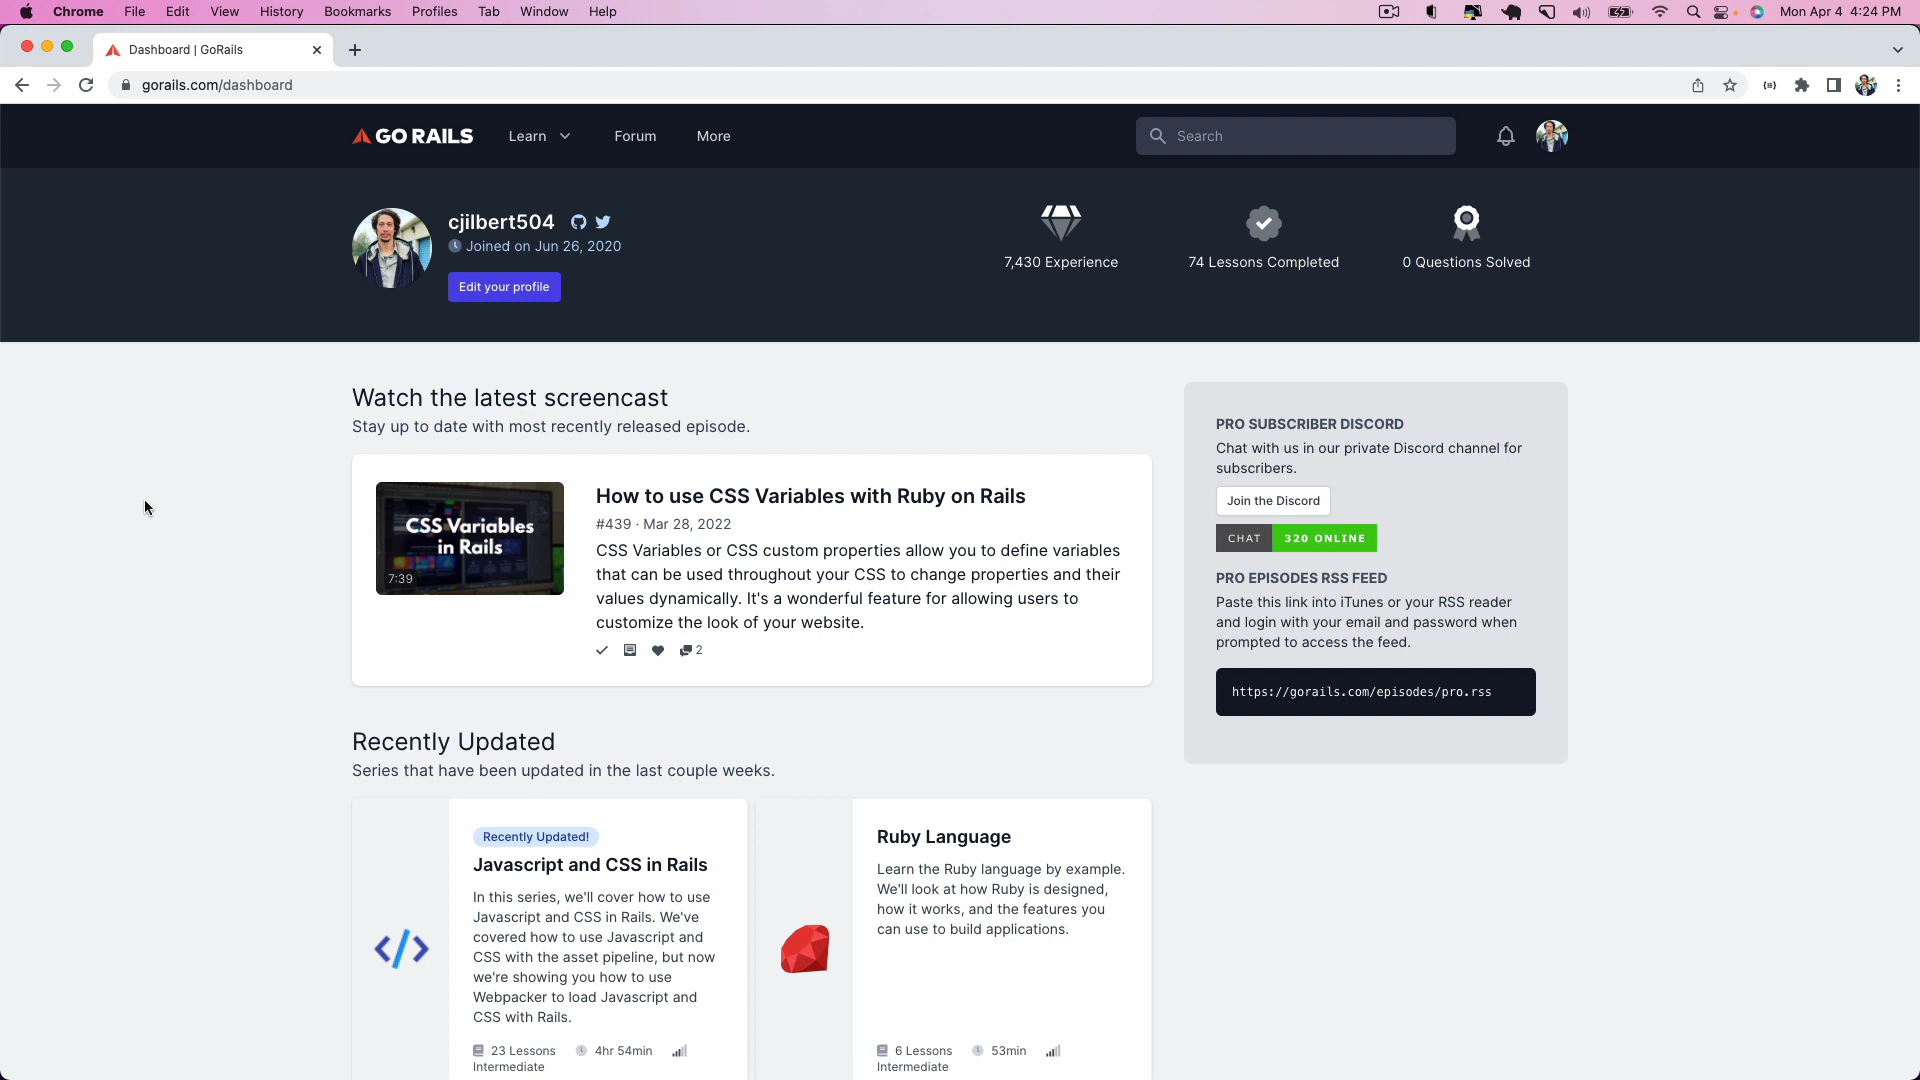 Chrome File Edit View History Bookmarks Profiles Tab Window Help Mon Apr 4 4:24 PM
Dashboard | GoRails
gorails.com/dashboard
GO RAILS Learn Forum More Search
cjilbert504
Joined on Jun 26, 2020
Edit your profile
7,430 Experience 74 Lessons Completed 0 Questions Solved
Watch the latest screencast
Stay up to date with most recently released episode.
CSS Variables
in Rails
7:39
How to use CSS Variables with Ruby on Rails
#439 · Mar 28, 2022
CSS Variables or CSS custom properties allow you to define variables
that can be used throughout your CSS to change properties and their
values dynamically. It's a wonderful feature for allowing users to
customize the look of your website.
2
PRO SUBSCRIBER DISCORD
Chat with us in our private Discord channel for
subscribers.
Join the Discord
CHAT 320 ONLINE
PRO EPISODES RSS FEED
Paste this link into iTunes or your RSS reader
and login with your email and password when
prompted to access the feed.
https://gorails.com/episodes/pro.rss
Recently Updated
Series that have been updated in the last couple weeks.
Recently Updated!
Javascript and CSS in Rails
In this series, we'll cover how to use
Javascript and CSS in Rails. We've
covered how to use Javascript and
CSS with the asset pipeline, but now
we're showing you how to use
Webpacker to load Javascript and
CSS with Rails.
23 Lessons 4hr 54min
Intermediate
Ruby Language
Learn the Ruby language by example.
We'll look at how Ruby is designed,
how it works, and the features you
can use to build applications.
6 Lessons 53min
Intermediate